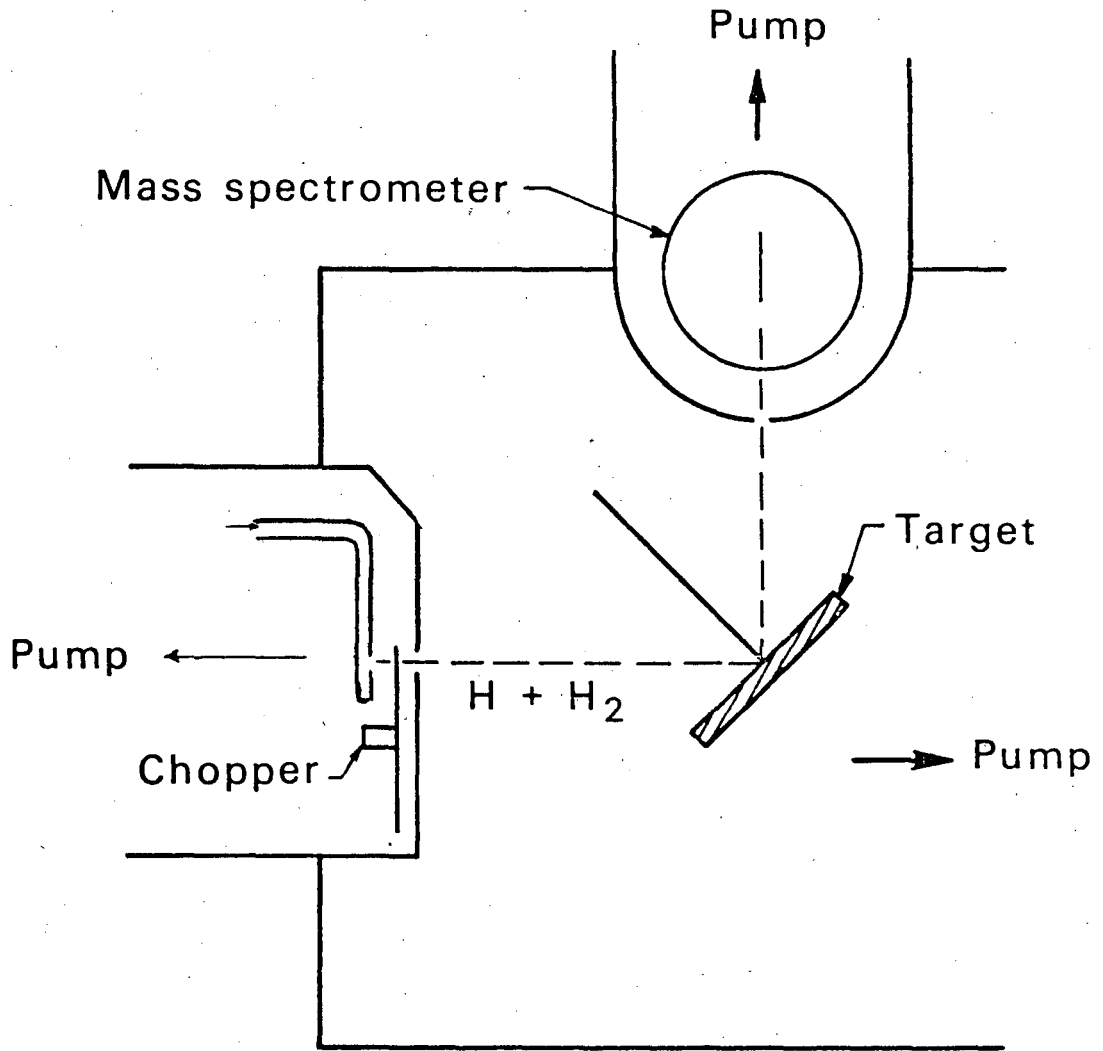 Pump
Mass spectrometer
Target
Pump
H + H₂
Pump
Chopper